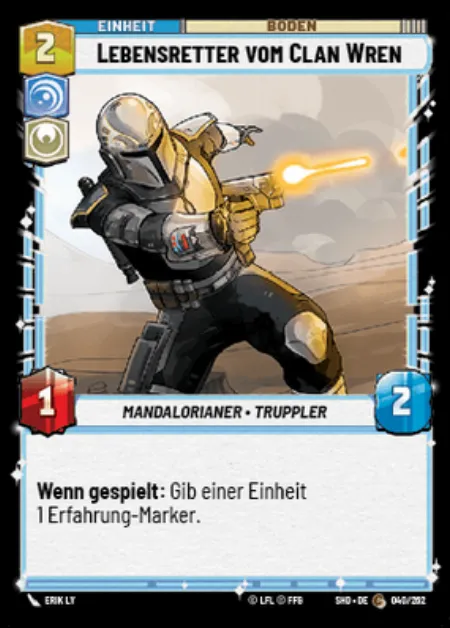 EINHEIT
BODEN
2
LEBENSRETTER VOM CLAN WREN
1
MANDALORIANER • TRUPPLER
2
Wenn gespielt: Gib einer Einheit
1 Erfahrung-Marker.
ERIK LY
© LFL © FFG
SHD • DE
040/262